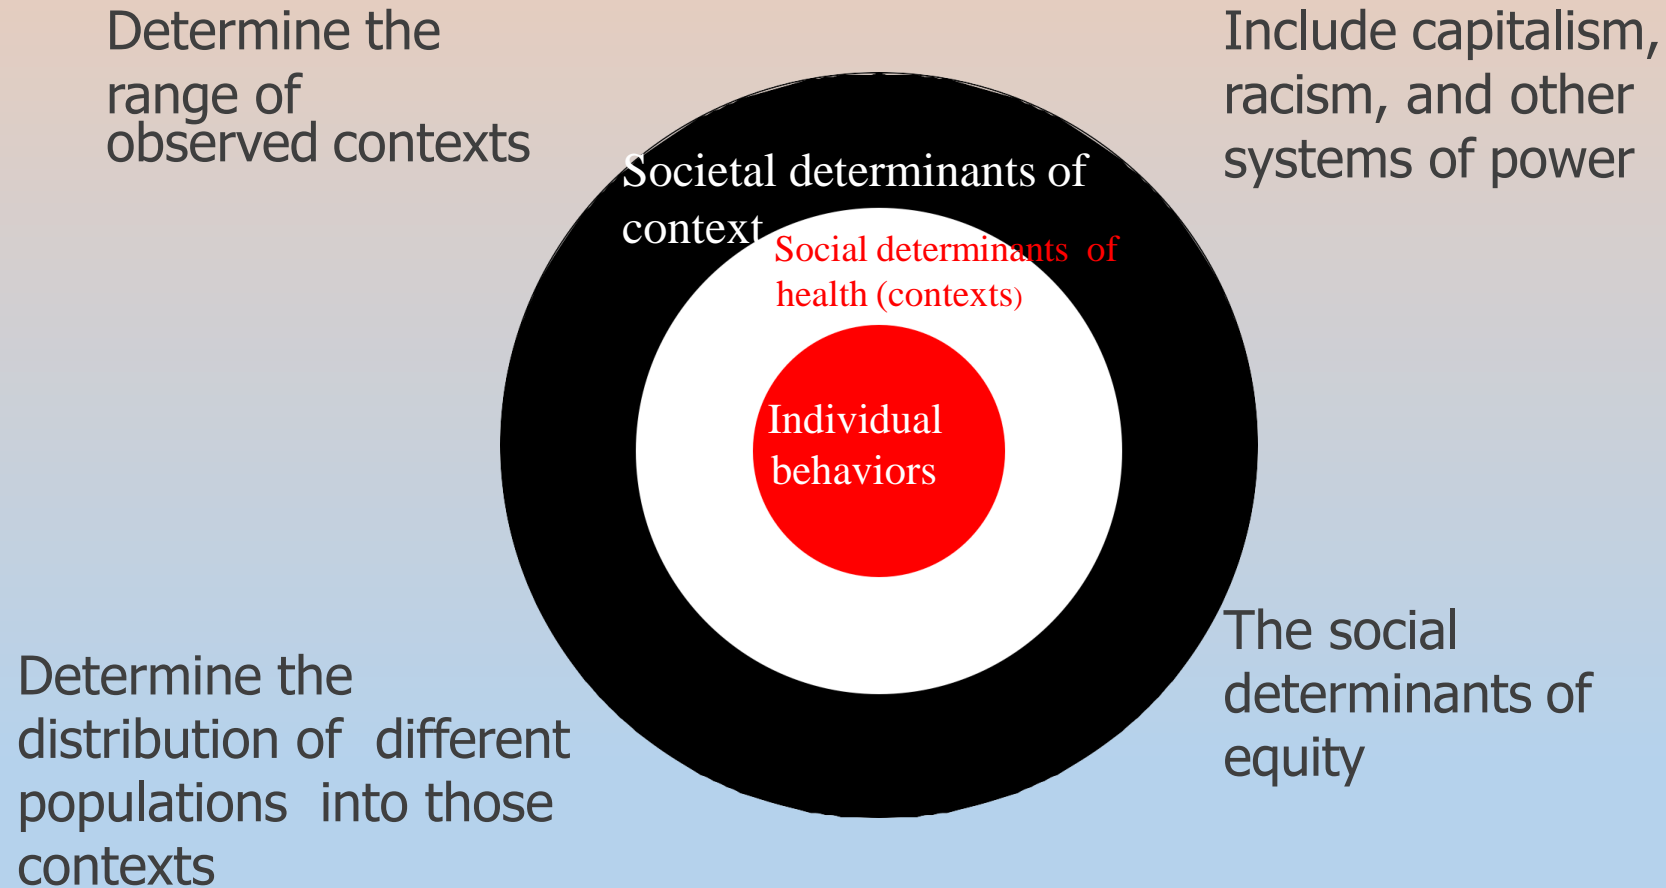 Determine the
range of
observed contexts
Include capitalism,
racism, and other
systems of power
Societal determinants of
context
Social determinants  of
health (contexts)
Individual
behaviors
Determine the
distribution of  different
populations  into those
contexts
The social
determinants of
equity